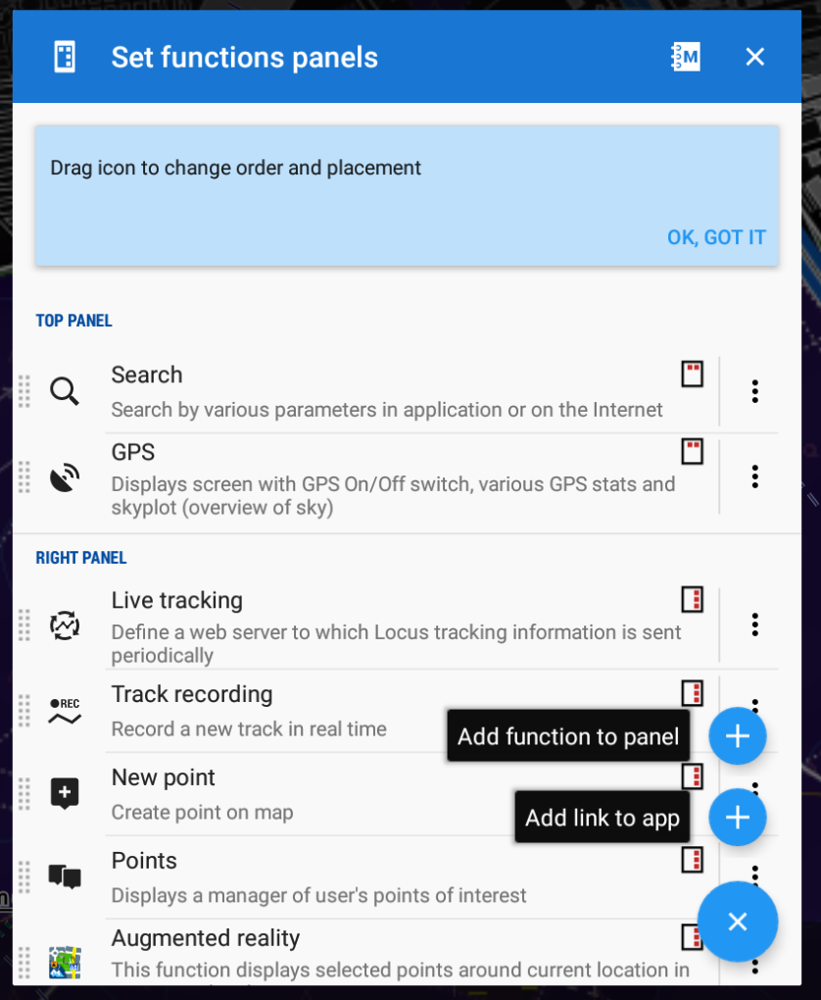 Set functions panels
M
Drag icon to change order and placement
OK, GOT IT
TOP PANEL
Search
Search by various parameters in application or on the Internet
GPS
Displays screen with GPS On/Off switch, various GPS stats and
skyplot (overview of sky)
RIGHT PANEL
Live tracking
Define a web server to which Locus tracking information is sent
periodically
REC
Track recording
Record a new track in real time
Add function to panel
New point
Create point on map
Add link to app
Points
Displays a manager of user's points of interest
Augmented reality
This function displays selected points around current location in